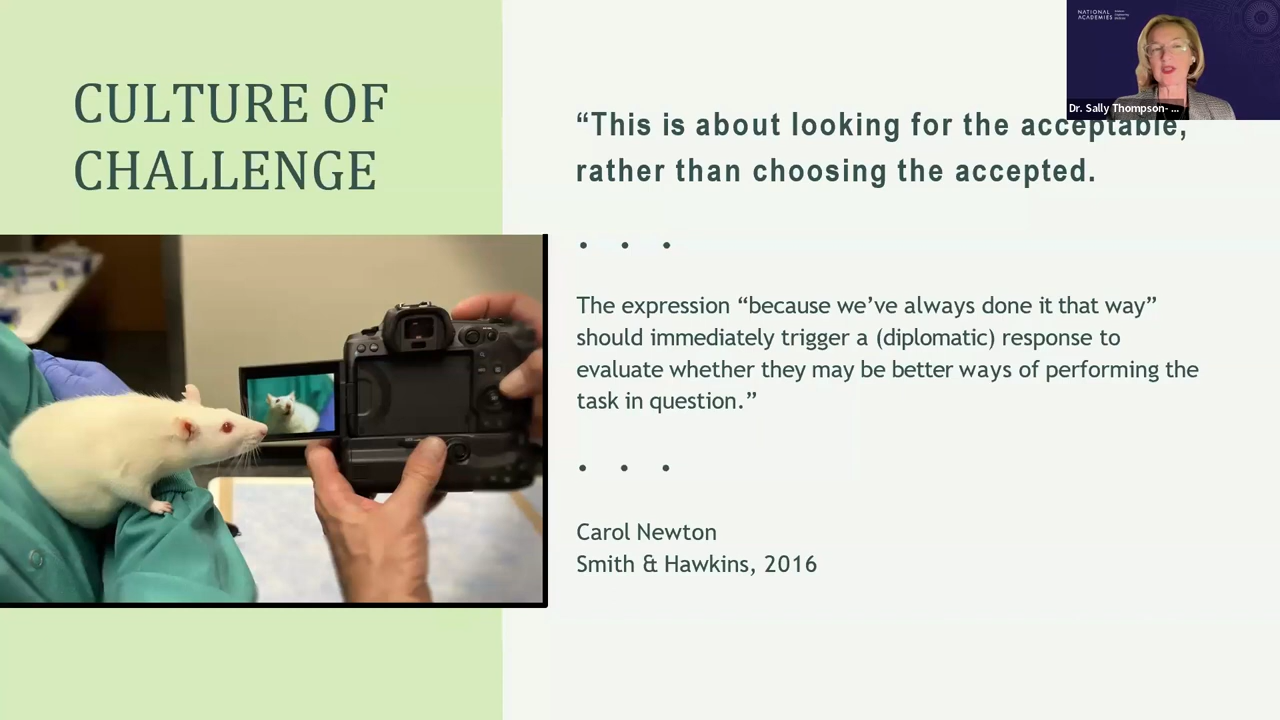 CULTURE OF
CHALLENGE
“This is about looking for the acceptable,
rather than choosing the accepted.
• • •
The expression “because we’ve always done it that way”
should immediately trigger a (diplomatic) response to
evaluate whether they may be better ways of performing the
task in question.”
• • •
Carol Newton
Smith & Hawkins, 2016
NATIONAL
ACADEMIES
Dr. Sally Thompson- ...